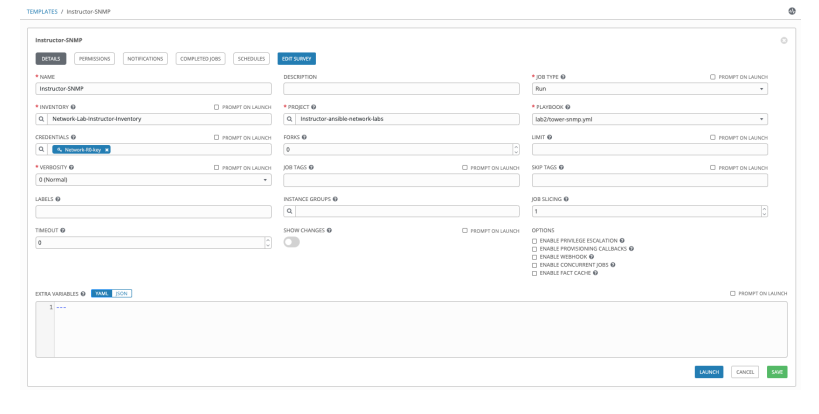 TEMPLATES / Instructor-SNMP
Instructor-SNMP
DETAILS PERMISSIONS NOTIFICATIONS COMPLETED JOBS SCHEDULES EDIT SURVEY
* NAME DESCRIPTION * JOB TYPE PROMPT ON LAUNCH
Instructor-SNMP Run
* INVENTORY PROMPT ON LAUNCH * PROJECT * PLAYBOOK
Network-Lab-Instructor-Inventory Instructor-ansible-network-labs lab2/tower-snmp.yml
CREDENTIALS PROMPT ON LAUNCH FORKS LIMIT PROMPT ON LAUNCH
Network-R0-key × 0
* VERBOSITY PROMPT ON LAUNCH JOB TAGS PROMPT ON LAUNCH SKIP TAGS PROMPT ON LAUNCH
0 (Normal)
LABELS INSTANCE GROUPS JOB SLICING
1
TIMEOUT SHOW CHANGES PROMPT ON LAUNCH OPTIONS
0
ENABLE PRIVILEGE ESCALATION
ENABLE PROVISIONING CALLBACKS
ENABLE WEBHOOK
ENABLE CONCURRENT JOBS
ENABLE FACT CACHE
EXTRA VARIABLES YAML JSON PROMPT ON LAUNCH
1 ---
LAUNCH CANCEL SAVE